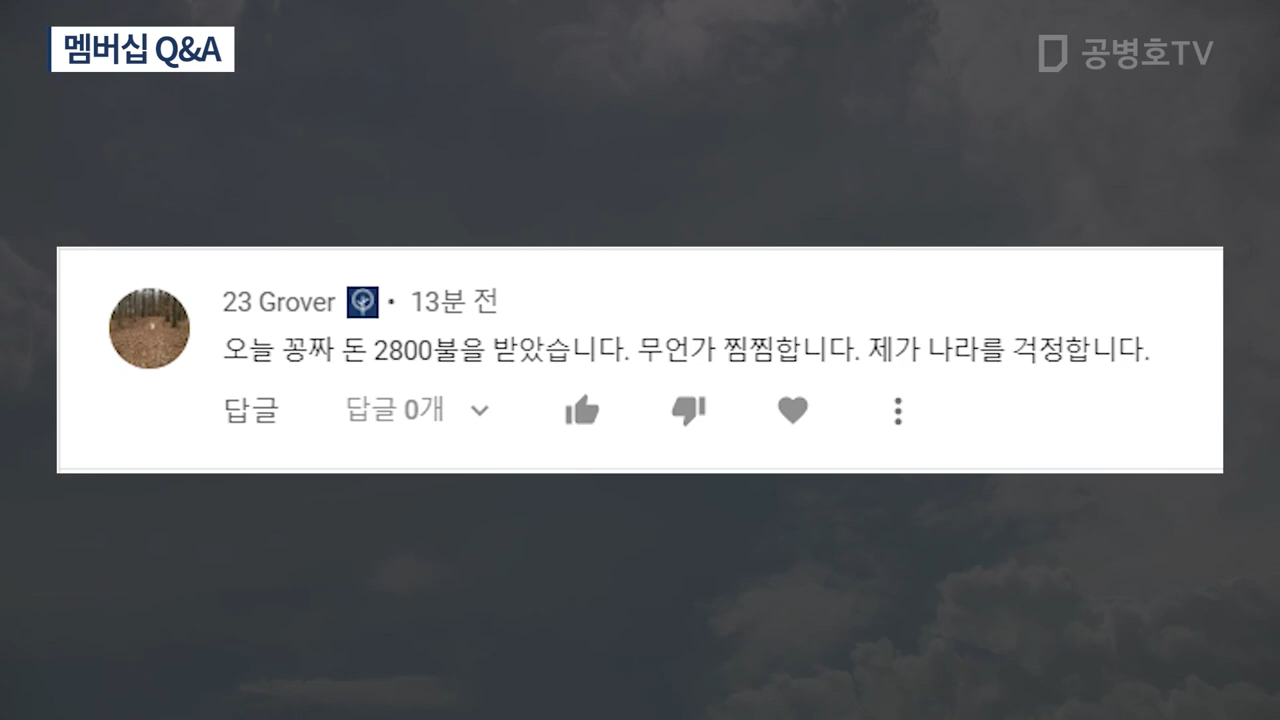 멤버십 Q&A
공병호TV
23 Grover • 13분 전
오늘 꽁짜 돈 2800불을 받았습니다. 무언가 찜찜합니다. 제가 나라를 걱정합니다.
답글 답글 0개